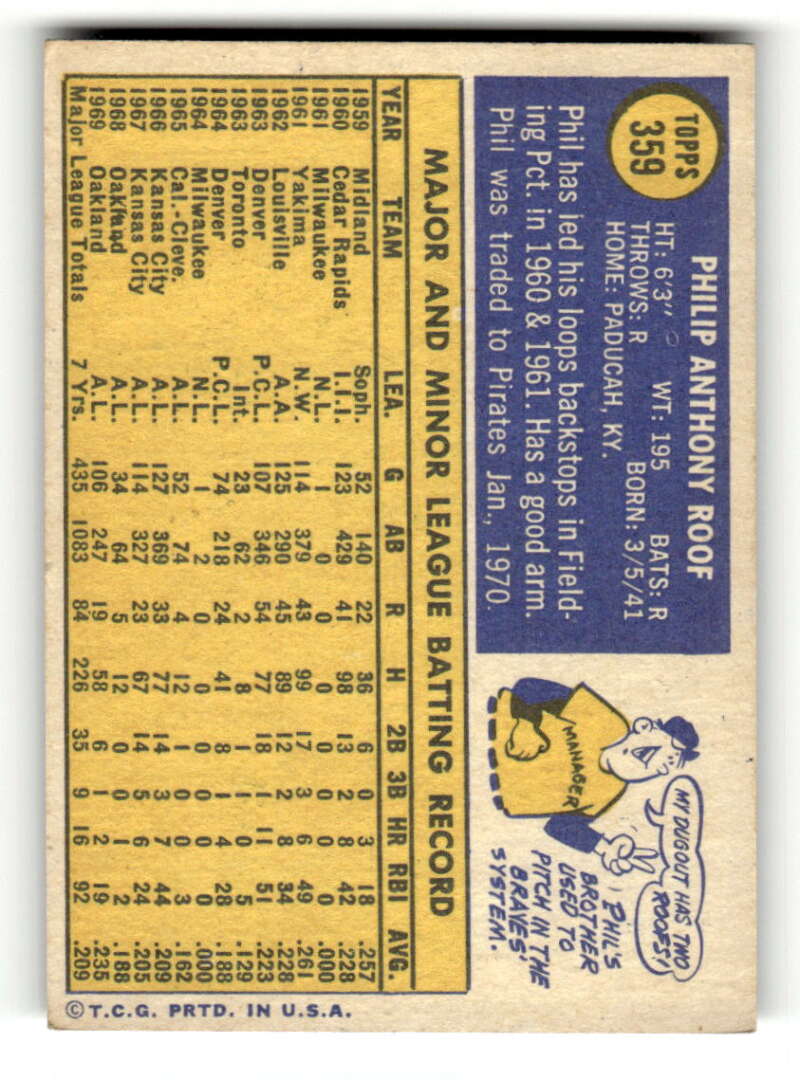 TOPPS
359
PHILIP ANTHONY ROOF
HT: 6'3" WT: 195 BATS: R
THROWS: R BORN: 3/5/41
HOME: PADUCAH, KY.
Phil has led his loops backstops in Field-
ing Pct. in 1960 & 1961. Has a good arm.
Phil was traded to Pirates Jan., 1970.
MY DUGOUT HAS TWO
ROOFS!
MANAGER
PHIL'S
BROTHER
USED TO
PITCH IN THE
BRAVES'
SYSTEM.
MAJOR AND MINOR LEAGUE BATTING RECORD
YEAR TEAM LEA. G AB R H 2B 3B HR RBI AVG.
1959 Midland Soph. 52 140 22 36 6 0 3 18 .257
1960 Cedar Rapids I.I.I. 123 429 41 98 13 2 8 42 .228
1961 Milwaukee N.L. 1 0 0 0 0 0 0 0 .000
1961 Yakima N.W. 114 379 43 99 17 3 6 49 .261
1962 Louisville A.A. 125 290 45 89 12 2 8 34 .228
1963 Denver P.C.L. 107 346 54 77 18 1 11 51 .223
1963 Toronto Int. 23 62 2 8 1 0 0 5 .129
1964 Denver P.C.L. 74 218 24 41 8 1 4 28 .188
1964 Milwaukee N.L. 1 2 0 0 0 0 0 0 .000
1965 Cal.-Cleve. A.L. 52 74 4 12 1 0 0 3 .162
1966 Kansas City A.L. 127 369 33 77 14 3 7 44 .209
1967 Kansas City A.L. 114 327 23 67 14 5 6 24 .205
1968 Oakland A.L. 34 64 5 12 0 0 1 2 .188
1969 Oakland A.L. 106 247 19 58 6 1 2 19 .235
Major League Totals 7 Yrs. 435 1083 84 226 35 9 16 92 .209
© T.C.G. PRTD. IN U.S.A.